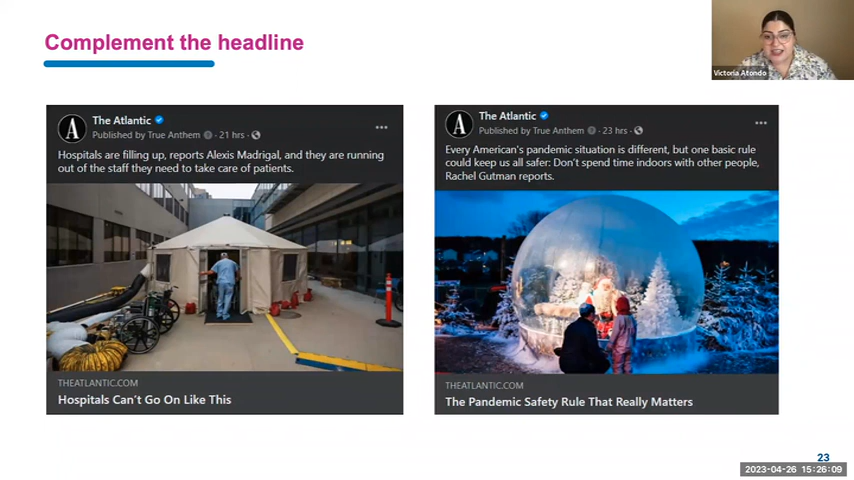 Complement the headline
Victoria Atondo
The Atlantic
Published by True Anthem · 21 hrs ·
Hospitals are filling up, reports Alexis Madrigal, and they are running
out of the staff they need to take care of patients.
THEATLANTIC.COM
Hospitals Can't Go On Like This
The Atlantic
Published by True Anthem · 23 hrs ·
Every American's pandemic situation is different, but one basic rule
could keep us all safer: Don't spend time indoors with other people,
Rachel Gutman reports.
THEATLANTIC.COM
The Pandemic Safety Rule That Really Matters
23
2023-04-26 15:26:09